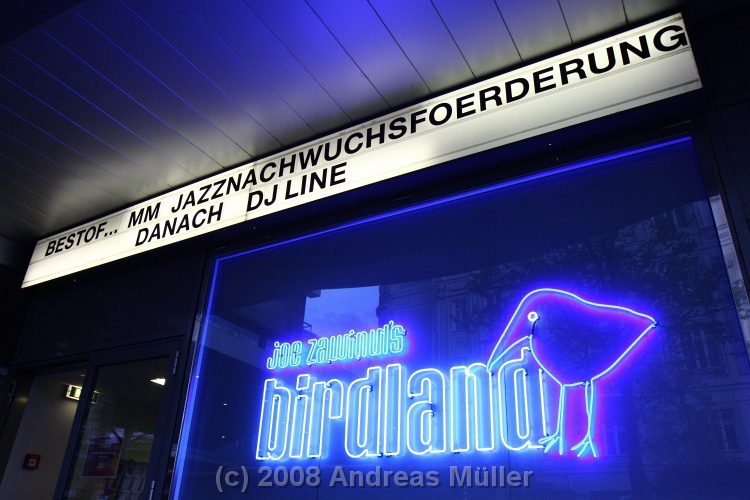 BESTOF... MM JAZZNACHWUCHSFOERDERUNG
DANACH DJ LINE
joe zawinul's
birdland
(c) 2008 Andreas Müller